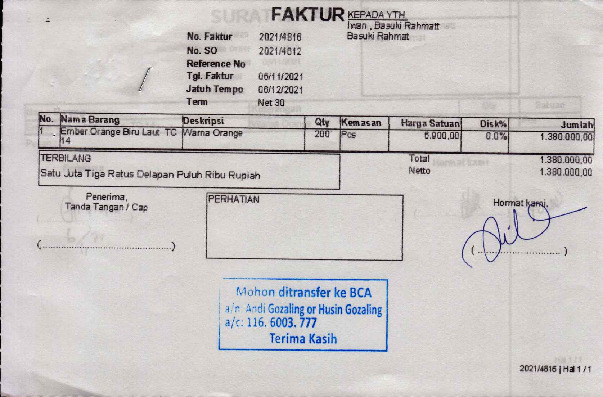 FAKTUR
KEPADA YTH
Iwan , Basuki Rahmatt
Basuki Rahmat
No. Faktur 2021/4816
No. SO 2021/4612
Reference No
Tgl. Faktur 06/11/2021
Jatuh Tempo 06/12/2021
Term Net 30
No. Nama Barang Deskripsi Qty Kemasan Harga Satuan Disk% Jumlah
1 Ember Orange Biru Laut TC Warna Orange 200 Pcs 6.900,00 0.0% 1.380.000,00
14
TERBILANG
Satu Juta Tiga Ratus Delapan Puluh Ribu Rupiah
Total 1.380.000,00
Netto 1.380.000,00
Penerima,
Tanda Tangan / Cap
PERHATIAN
Hormat kami,
(................................)
(................................)
Mohon ditransfer ke BCA
a/n: Andi Gozaling or Husin Gozaling
a/c: 116. 6003. 777
Terima Kasih
2021/4816 | Hal 1 / 1